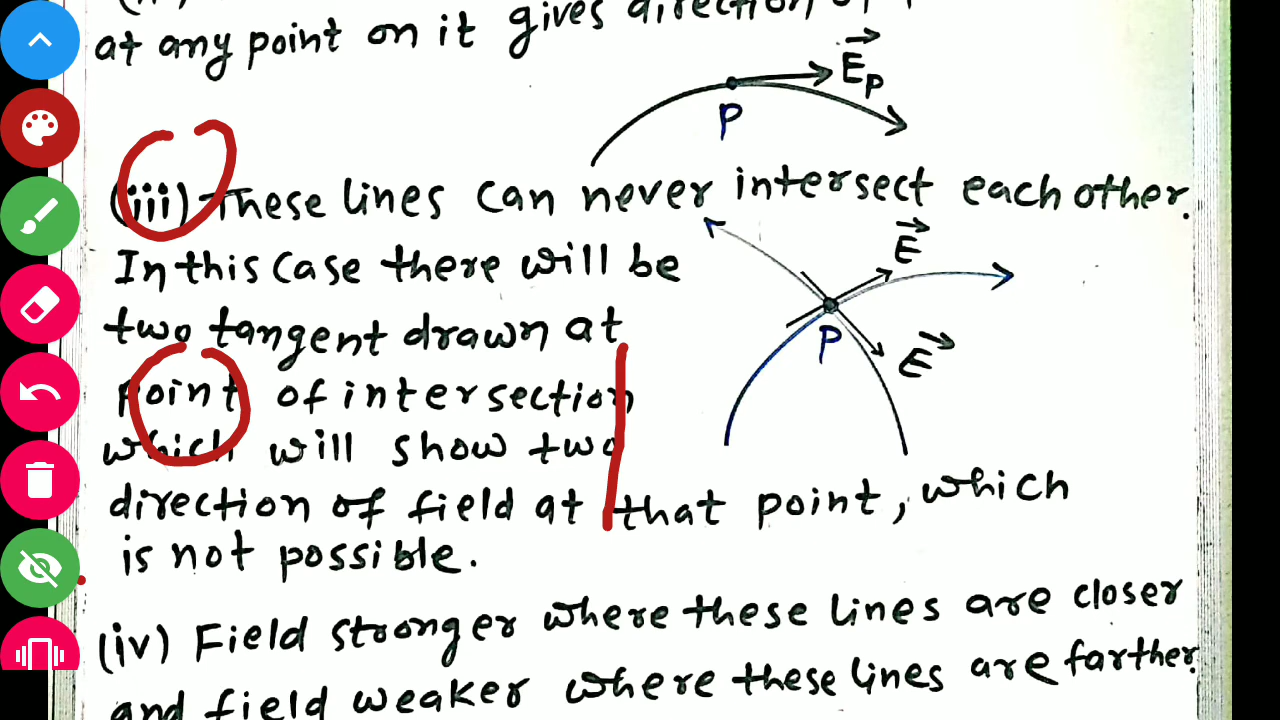 at any point on it gives direction of
E
P
P
(iii) These lines can never intersect each other.
In this case there will be
two tangent drawn at
point of intersection
which will show two
direction of field at that point, which
is not possible.
E
P
E
(iv) Field stronger where these lines are closer
and field weaker where these lines are farther.